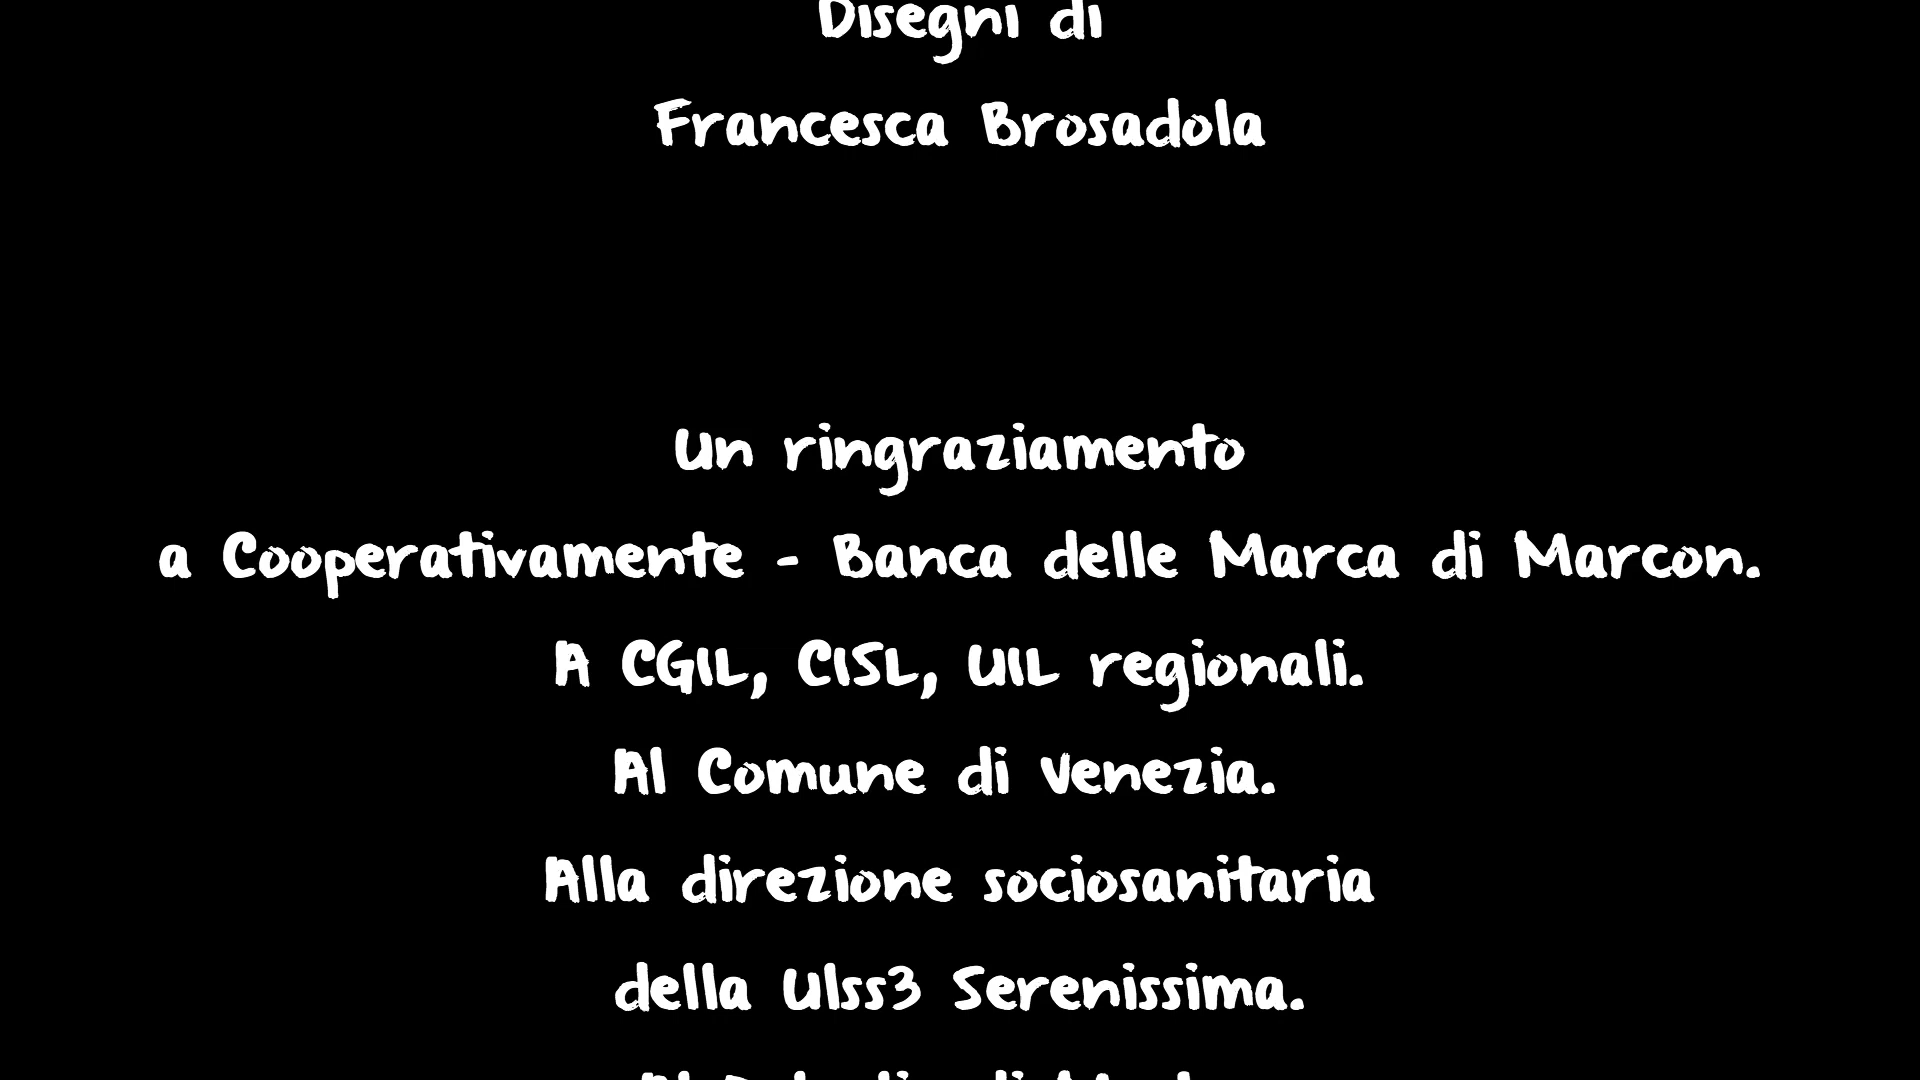 Disegni di
Francesca Brosadola
Un ringraziamento
a Cooperativamente - Banca delle Marca di Marcon.
A CGIL, CISL, UIL regionali.
Al Comune di Venezia.
Alla direzione sociosanitaria
della Ulss3 Serenissima.